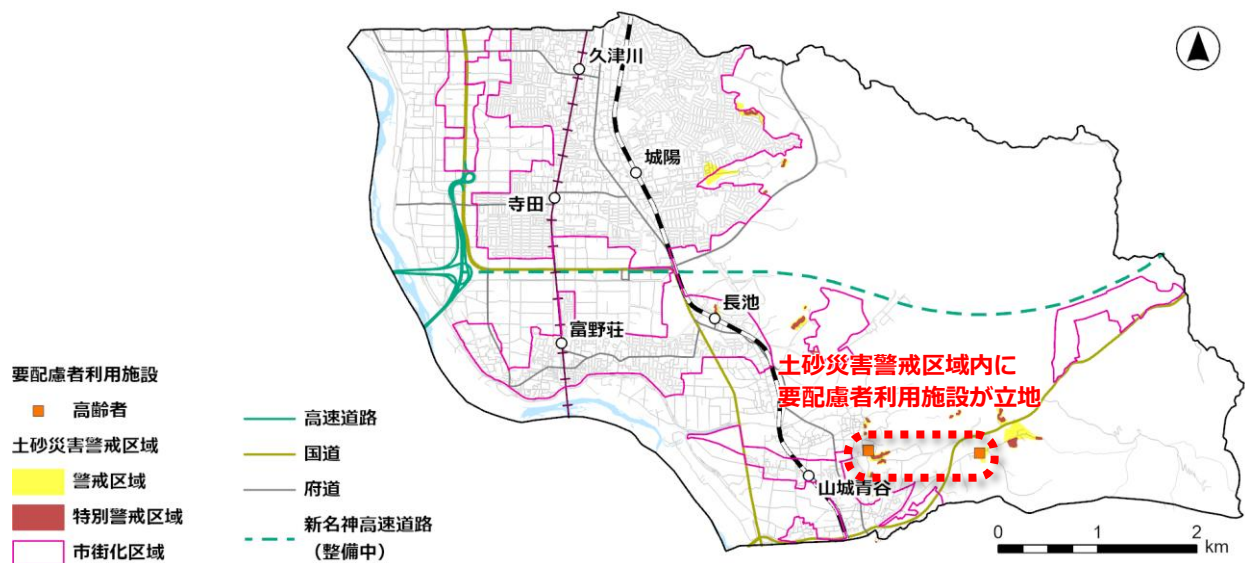 久津川
城陽
寺田
長池
富野荘
土砂災害警戒区域内に
要配慮者利用施設が立地
山城青谷
要配慮者利用施設
高齢者
土砂災害警戒区域
警戒区域
特別警戒区域
市街化区域
高速道路
国道
府道
新名神高速道路
（整備中）
0 1 2
km